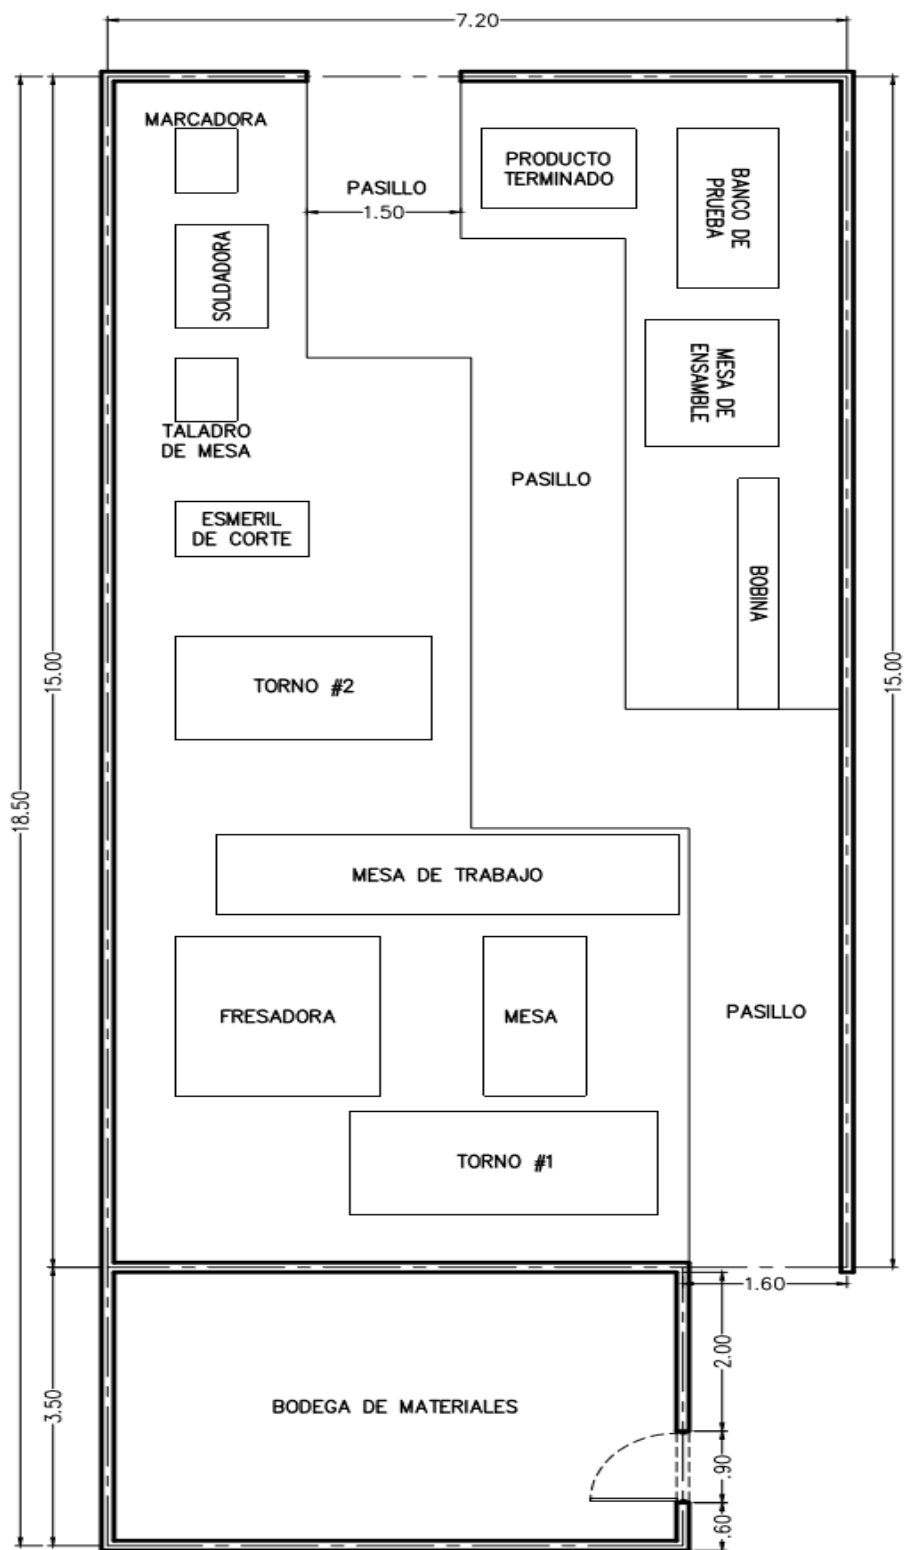 7.20
MARCADORA
PRODUCTO
TERMINADO
BANCO DE
PRUEBA
PASILLO
1.50
SOLDADORA
MESA DE
ENSAMBLE
TALADRO
DE MESA
PASILLO
ESMERIL
DE CORTE
BOBINA
TORNO #2
15.00
15.00
18.50
MESA DE TRABAJO
FRESADORA
MESA
PASILLO
TORNO #1
1.60
2.00
3.50
BODEGA DE MATERIALES
.90
.60